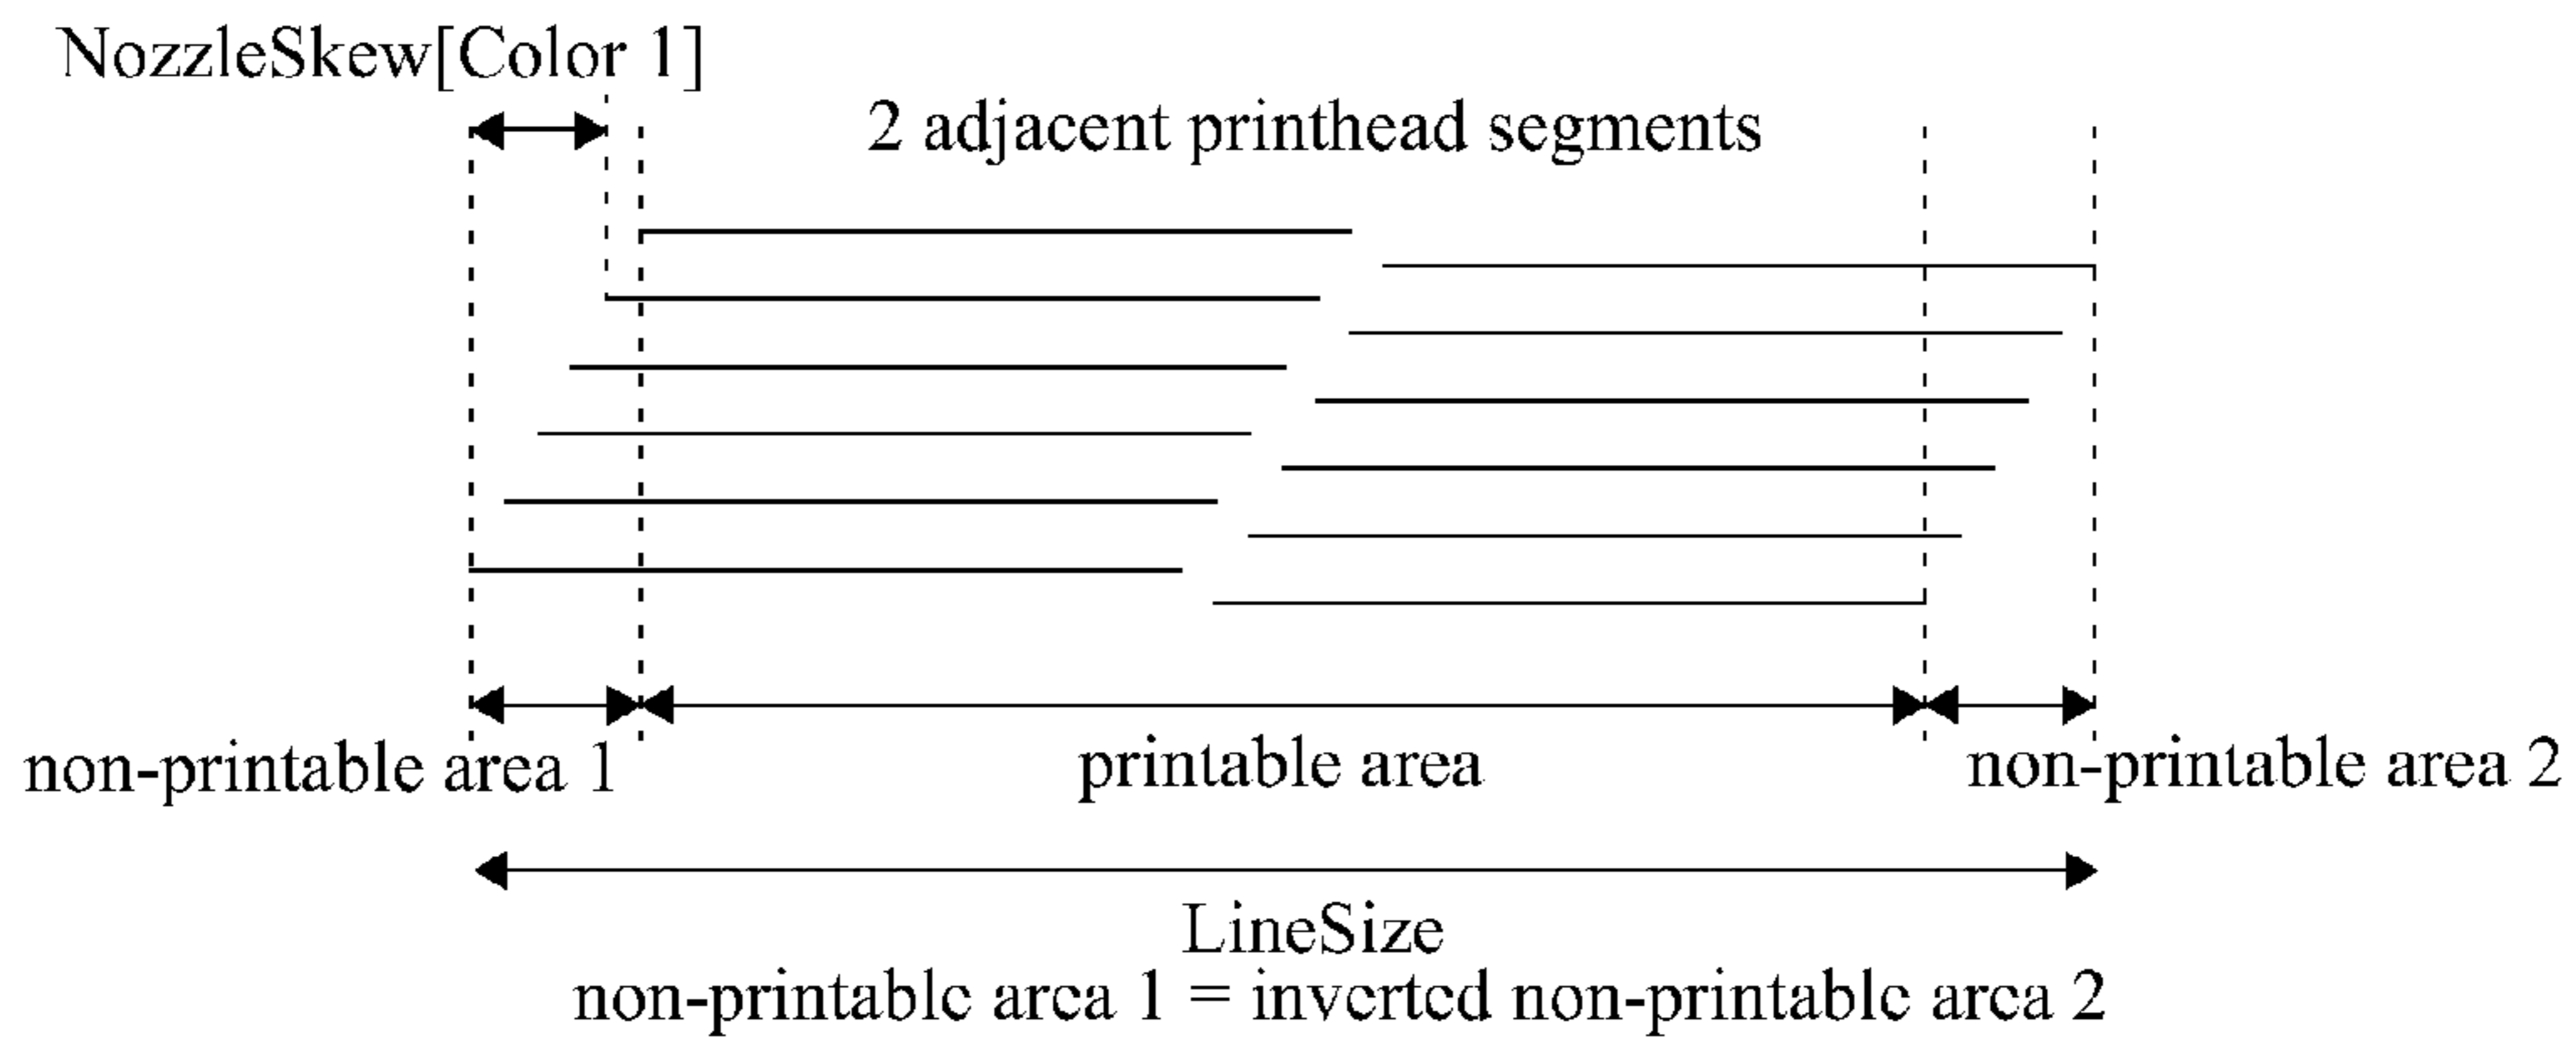 NozzleSkew[Color 1]
2 adjacent printhead segments
non-printable area 1
printable area
non-printable area 2
LineSize
non-printable area 1 = inverted non-printable area 2